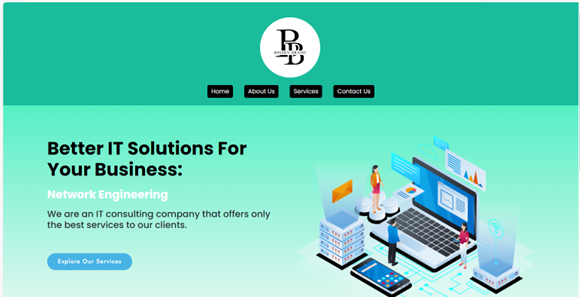 Home
About Us
Services
Contact Us
Better IT Solutions For
Your Business:
Network Engineering
We are an IT consulting company that offers only
the best services to our clients.
Explore Our Services